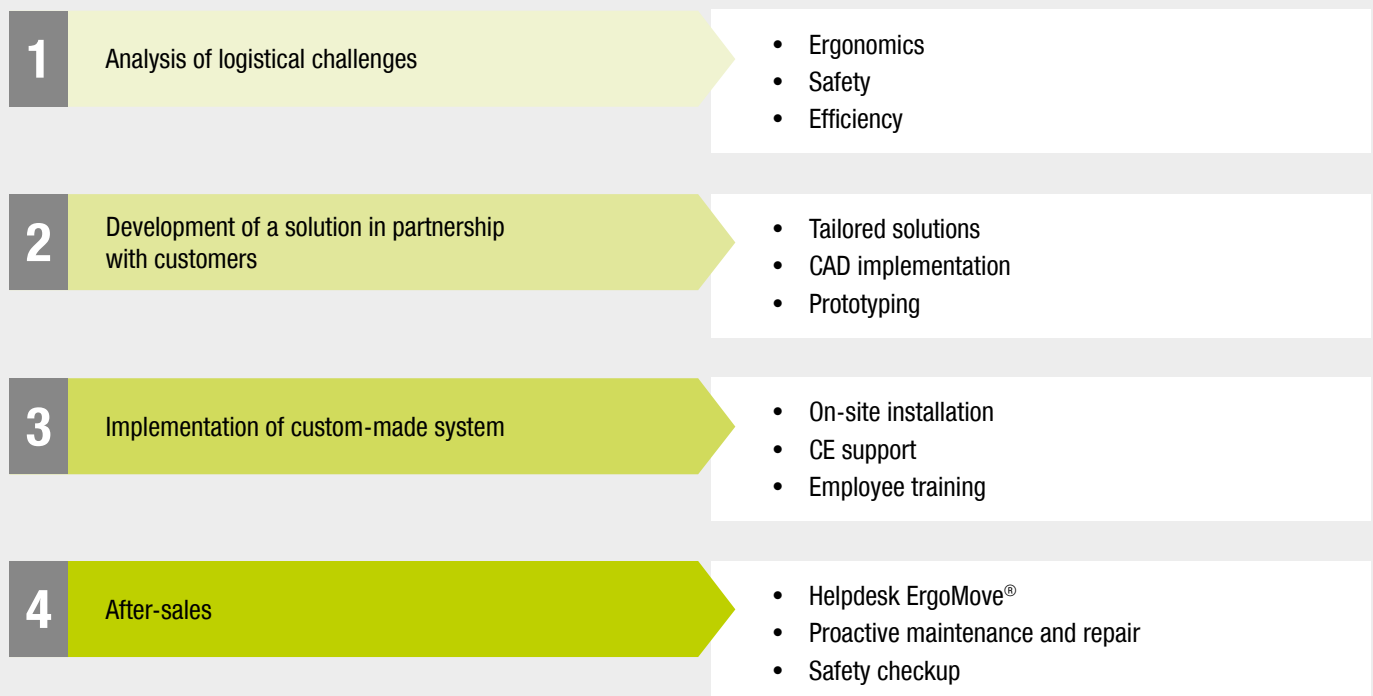 1
Analysis of logistical challenges
• Ergonomics
• Safety
• Efficiency
2
Development of a solution in partnership
with customers
• Tailored solutions
• CAD implementation
• Prototyping
3
Implementation of custom-made system
• On-site installation
• CE support
• Employee training
4
After-sales
• Helpdesk ErgoMove®
• Proactive maintenance and repair
• Safety checkup